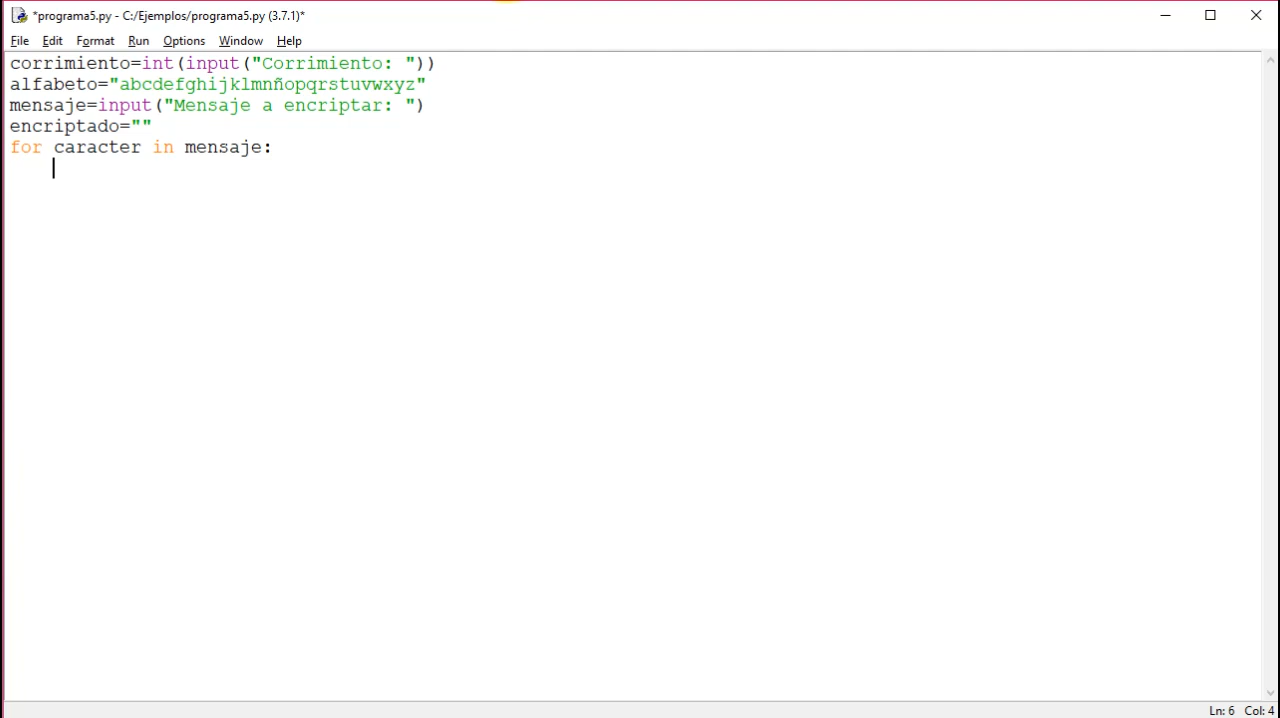 *programa5.py - C:/Ejemplos/programa5.py (3.7.1)*
File Edit Format Run Options Window Help
corrimiento=int(input("Corrimiento: "))
alfabeto="abcdefghijklmnñopqrstuvwxyz"
mensaje=input("Mensaje a encriptar: ")
encriptado=""
for caracter in mensaje:
Ln: 6 Col: 4